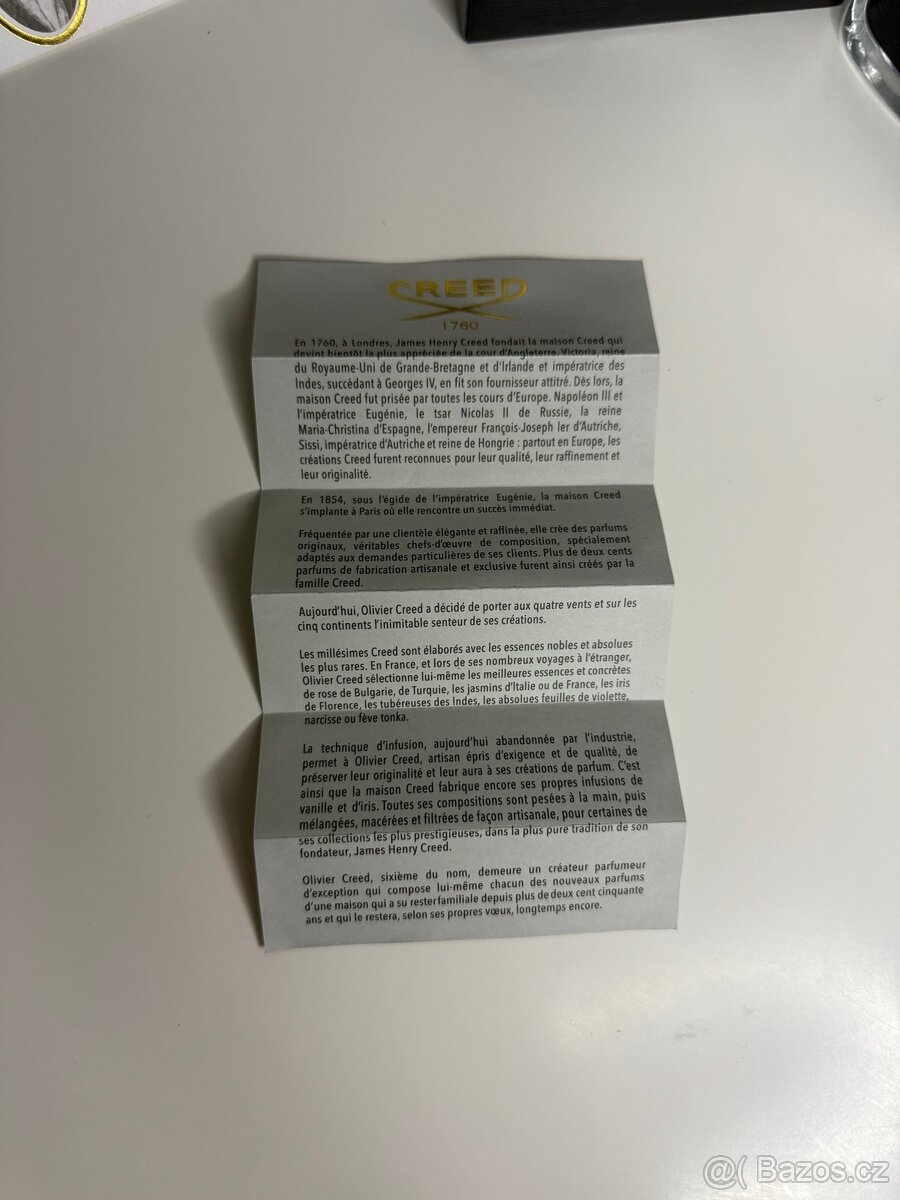 CREED
1760
En 1760, à Londres, James Henry Creed fondait la maison Creed qui
devint bientôt la plus appréciée de la cour d'Angleterre. Victoria, reine
du Royaume-Uni de Grande-Bretagne et d'Irlande et impératrice des
Indes, succédant à Georges IV, en fit son fournisseur attitré. Dès lors, la
maison Creed fut prisée par toutes les cours d'Europe. Napoléon III et
l'impératrice Eugénie, le tsar Nicolas II de Russie, la reine
Maria-Christina d'Espagne, l'empereur François-Joseph Ier d'Autriche,
Sissi, impératrice d'Autriche et reine de Hongrie : partout en Europe, les
créations Creed furent reconnues pour leur qualité, leur raffinement et
leur originalité.
En 1854, sous l'égide de l'impératrice Eugénie, la maison Creed
s'implante à Paris où elle rencontre un succès immédiat.
Fréquentée par une clientèle élégante et raffinée, elle crée des parfums
originaux, véritables chefs-d'œuvre de composition, spécialement
adaptés aux demandes particulières de ses clients. Plus de deux cents
parfums de fabrication artisanale et exclusive furent ainsi créés par la
famille Creed.
Aujourd'hui, Olivier Creed a décidé de porter aux quatre vents et sur les
cinq continents l'inimitable senteur de ses créations.
Les millésimes Creed sont élaborés avec les essences nobles et absolues
les plus rares. En France, et lors de ses nombreux voyages à l'étranger,
Olivier Creed sélectionne lui-même les meilleures essences et concrètes
de rose de Bulgarie, de Turquie, les jasmins d'Italie ou de France, les iris
de Florence, les tubéreuses des Indes, les absolues feuilles de violette,
narcisse ou fève tonka.
La technique d'infusion, aujourd'hui abandonnée par l'industrie,
permet à Olivier Creed, artisan épris d'exigence et de qualité, de
préserver leur originalité et leur aura à ses créations de parfum. C'est
ainsi que la maison Creed fabrique encore ses propres infusions de
vanille et d'iris. Toutes ses compositions sont pesées à la main, puis
mélangées, macérées et filtrées de façon artisanale, pour certaines de
ses collections les plus prestigieuses, dans la plus pure tradition de son
fondateur, James Henry Creed.
Olivier Creed, sixième du nom, demeure un créateur parfumeur
d'exception qui compose lui-même chacun des nouveaux parfums
d'une maison qui a su resterfamiliale depuis plus de deux cent cinquante
ans et qui le restera, selon ses propres vœux, longtemps encore.
@( Bazos.cz